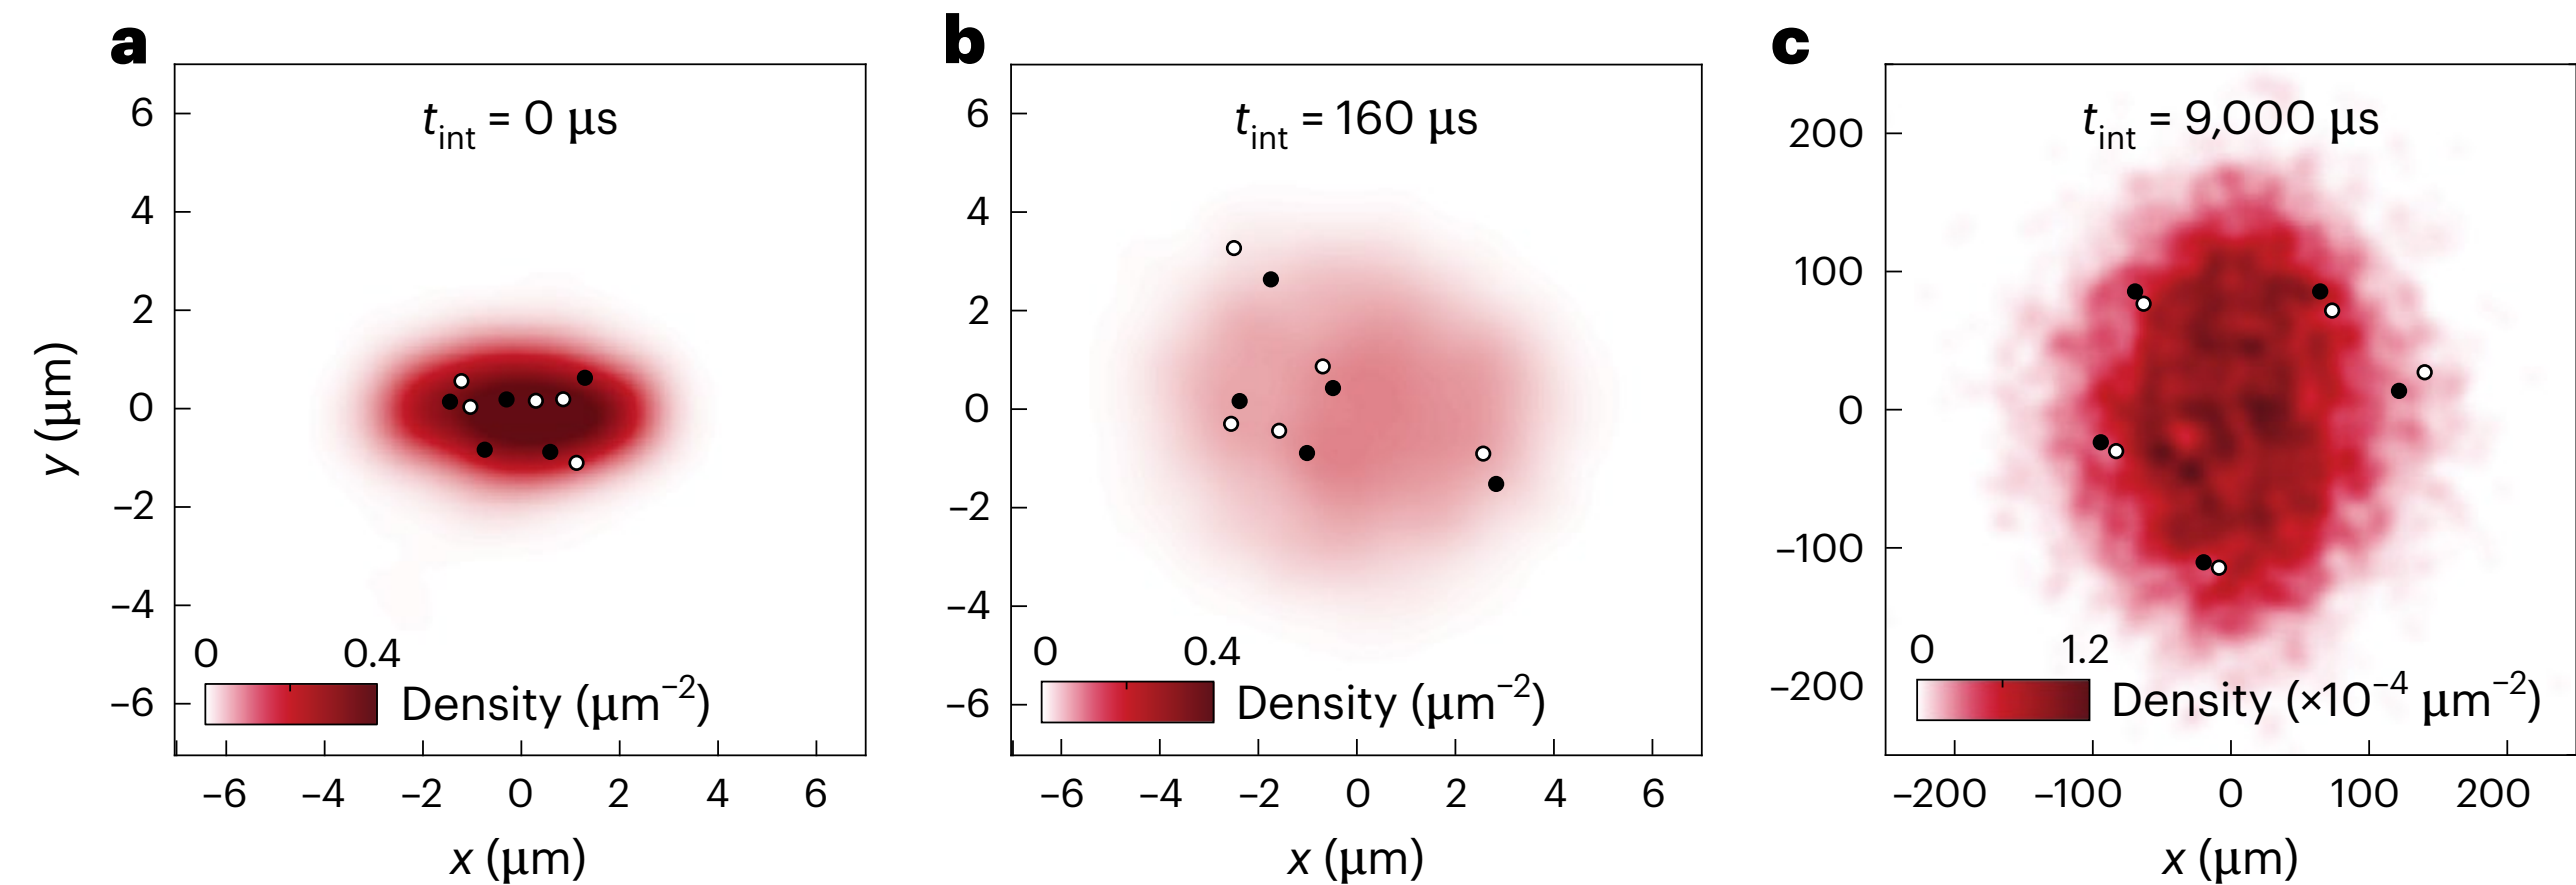 a
t_int = 0 μs
6
4
2
0
−2
−4
−6
y (μm)
0 0.4
Density (μm⁻²)
−6 −4 −2 0 2 4 6
x (μm)
b
t_int = 160 μs
6
4
2
0
−2
−4
−6
0 0.4
Density (μm⁻²)
−6 −4 −2 0 2 4 6
x (μm)
c
t_int = 9,000 μs
200
100
0
−100
−200
0 1.2
Density (×10⁻⁴ μm⁻²)
−200 −100 0 100 200
x (μm)